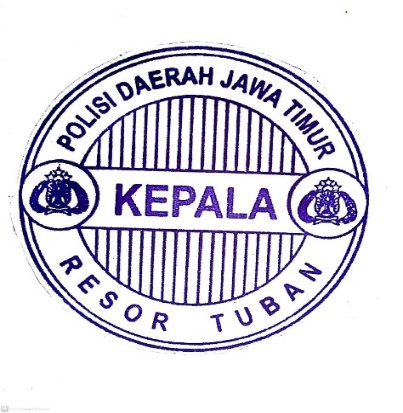 POLISI DAERAH JAWA TIMUR
KEPALA
RESOR TUBAN